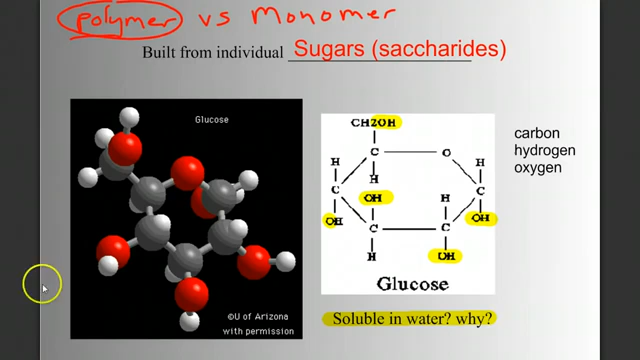 polymer vs Monomer
Built from individual Sugars (saccharides)
Glucose
CH2OH
C
O
H
H
H
C
C
OH
H
OH
OH
C
C
H
OH
Glucose
carbon
hydrogen
oxygen
©U of Arizona
with permission
Soluble in water? why?